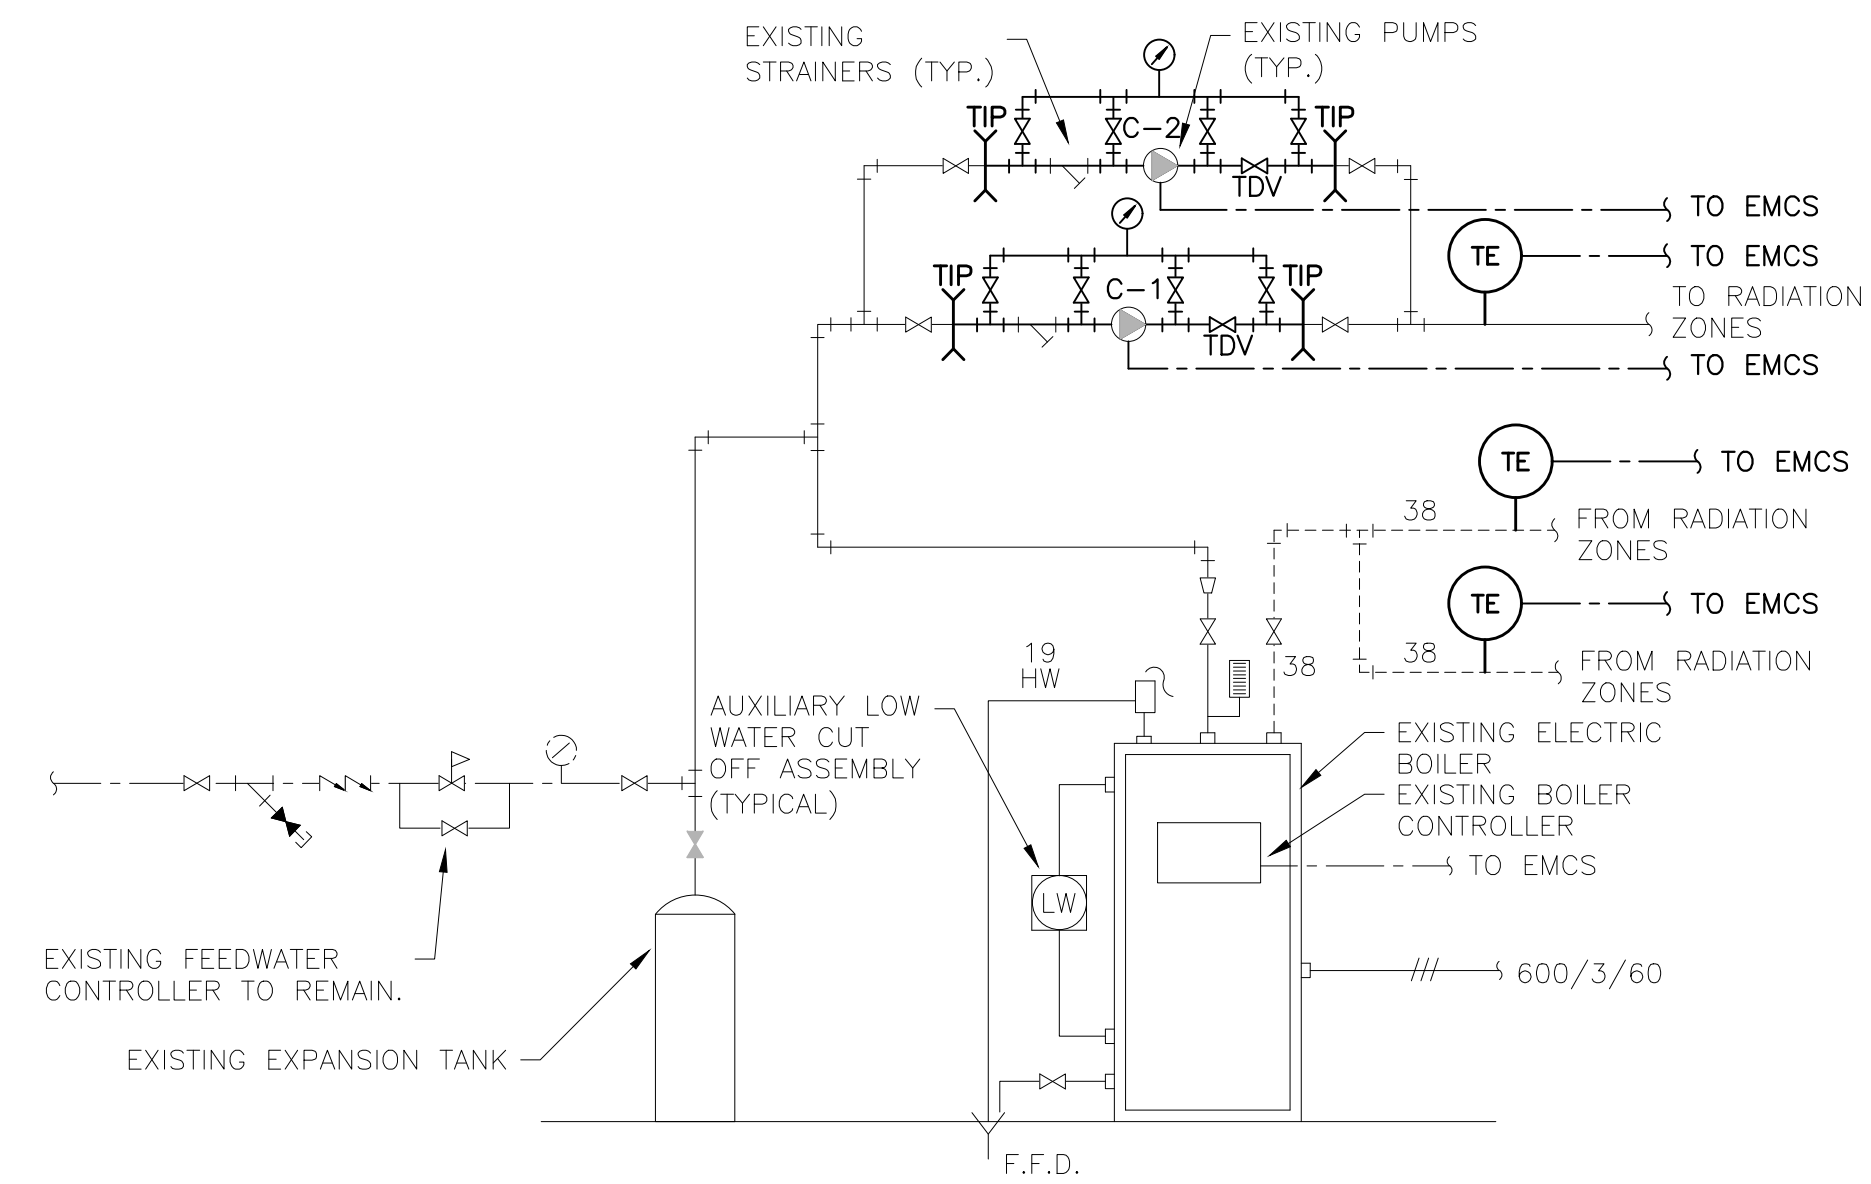 EXISTING
STRAINERS (TYP.)
EXISTING PUMPS
(TYP.)
TIP
C-2
TIP
TDV
TO EMCS
TE
TO EMCS
TIP
C-1
TIP
TDV
TO RADIATION
ZONES
TO EMCS
TE
TO EMCS
38
FROM RADIATION
ZONES
TE
TO EMCS
38
FROM RADIATION
ZONES
38
19
HW
AUXILIARY LOW
WATER CUT
OFF ASSEMBLY
(TYPICAL)
EXISTING ELECTRIC
BOILER
EXISTING BOILER
CONTROLLER
TO EMCS
LW
EXISTING FEEDWATER
CONTROLLER TO REMAIN.
600/3/60
EXISTING EXPANSION TANK
F.F.D.